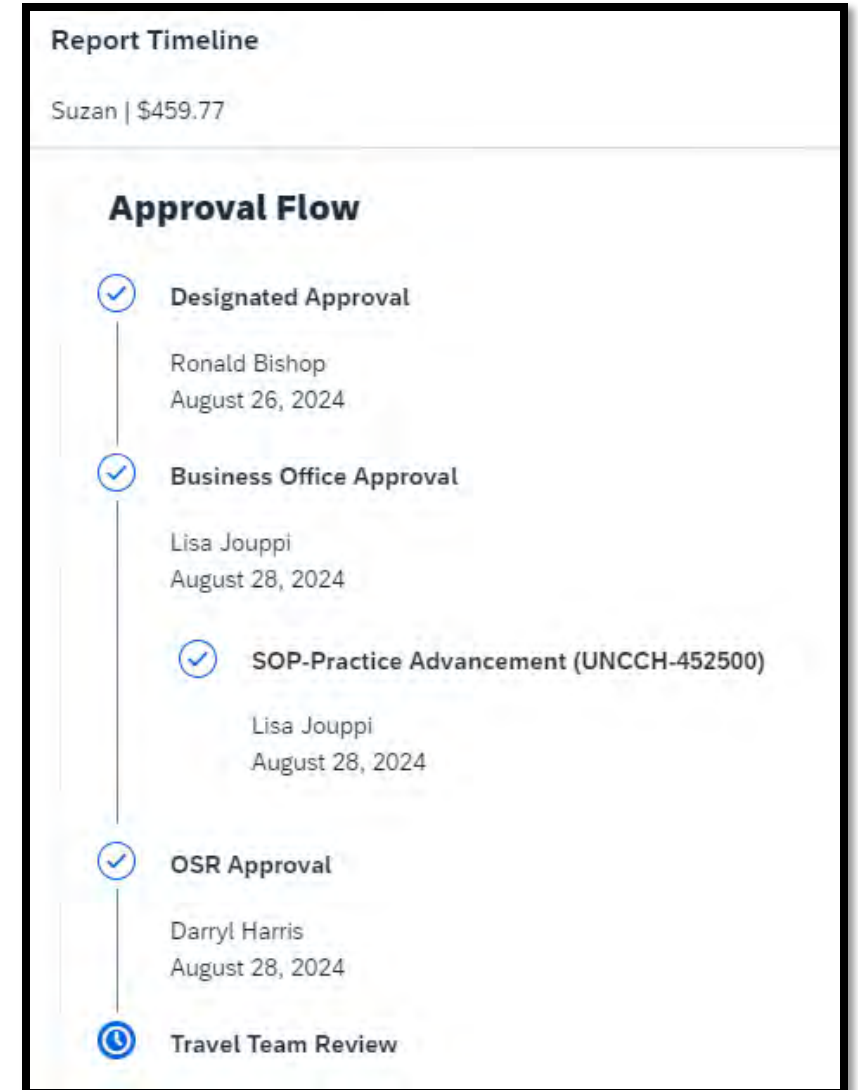 Report Timeline
Suzan | $459.77
Approval Flow
Designated Approval
Ronald Bishop
August 26, 2024
Business Office Approval
Lisa Jouppi
August 28, 2024
SOP-Practice Advancement (UNCCH-452500)
Lisa Jouppi
August 28, 2024
OSR Approval
Darryl Harris
August 28, 2024
Travel Team Review